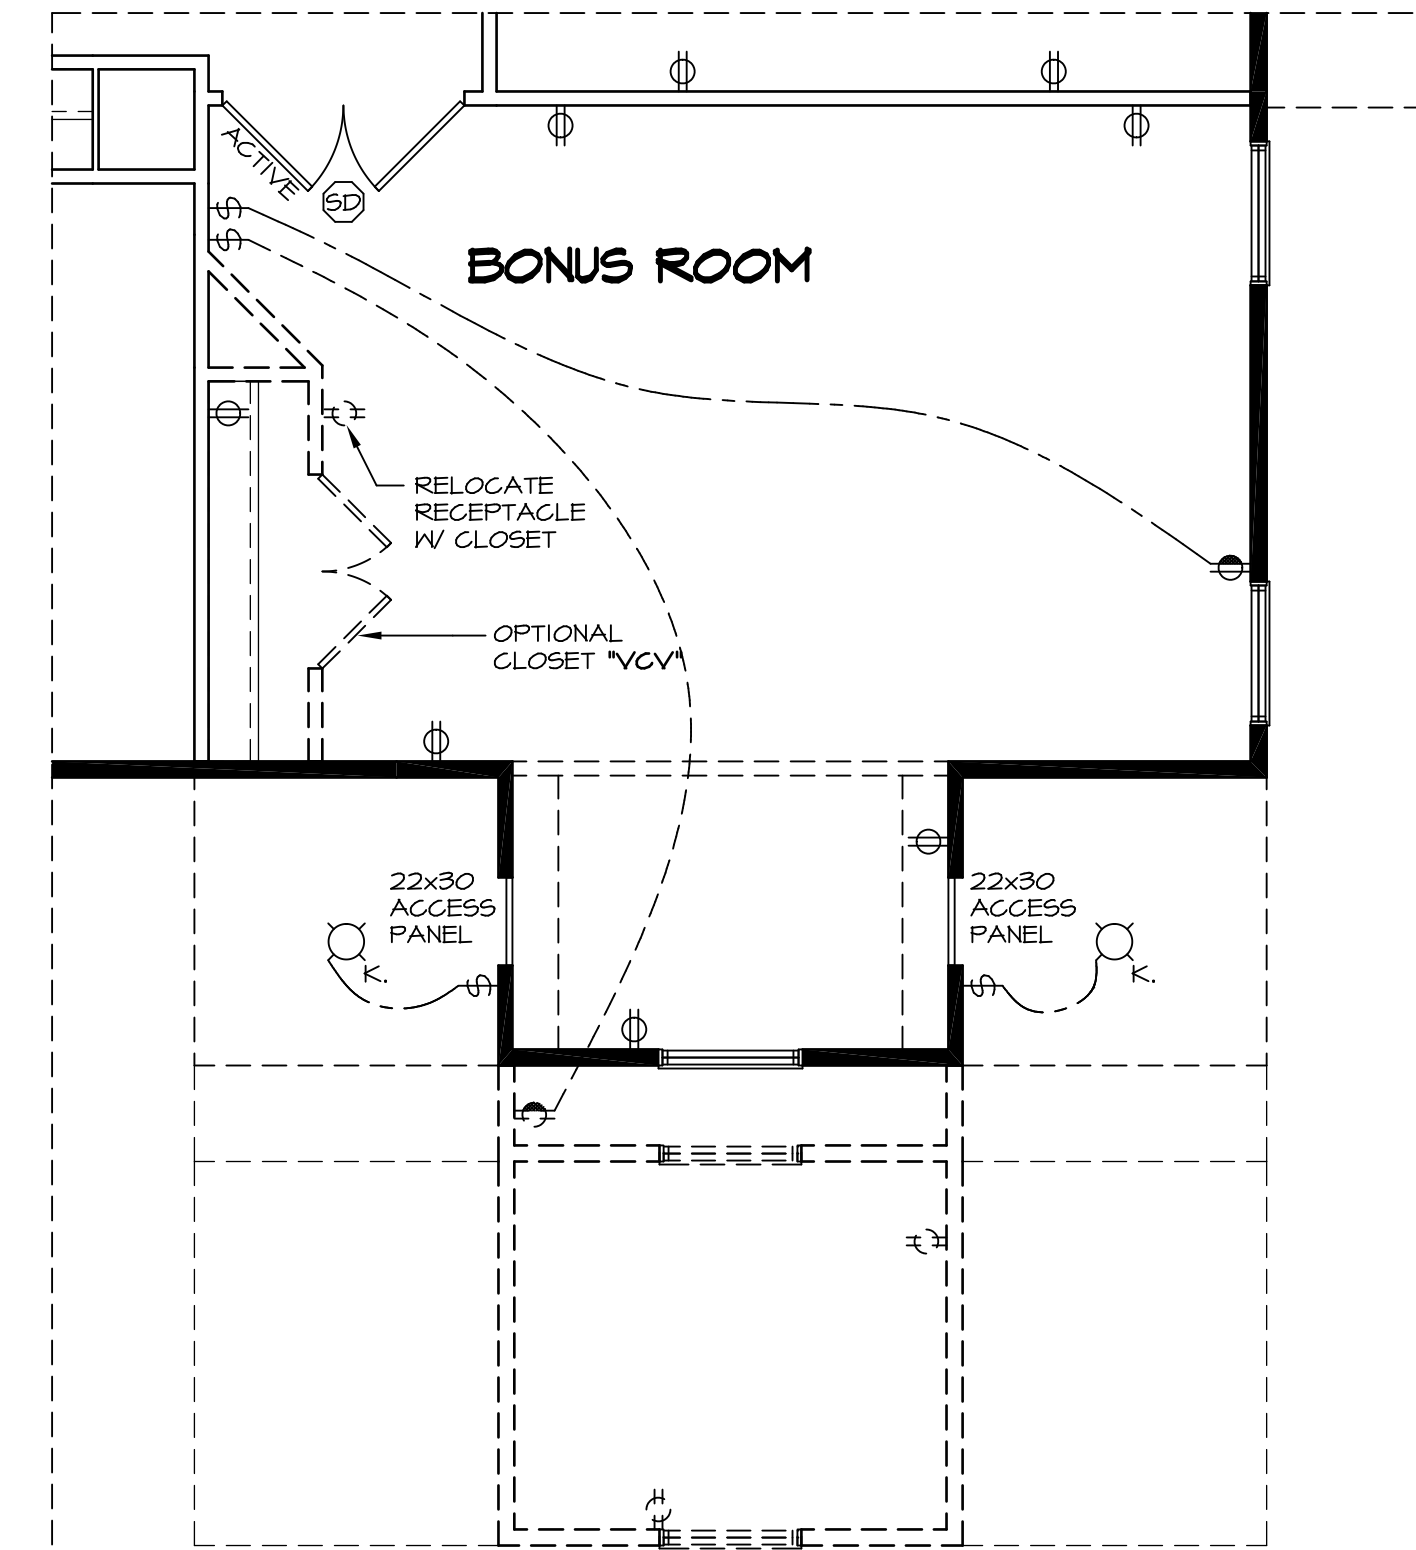 ACTIVE
SD
$
$
BONUS ROOM
RELOCATE
RECEPTACLE
W/ CLOSET
OPTIONAL
CLOSET "VCV"
22x30
ACCESS
PANEL
K.
$
22x30
ACCESS
PANEL
$
K.